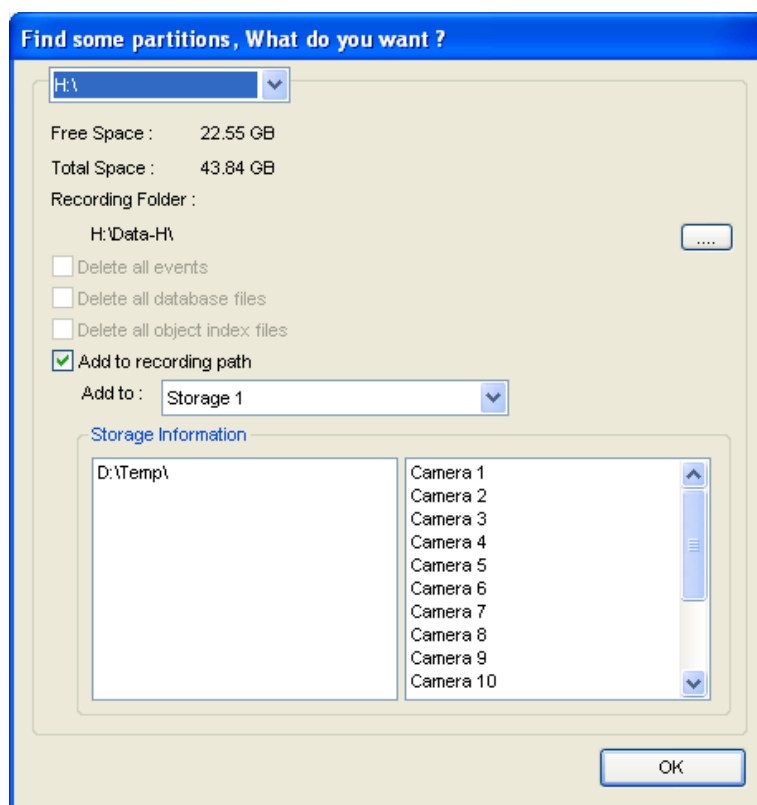 Find some partitions, What do you want ?
H:\
Free Space : 22.55 GB
Total Space : 43.84 GB
Recording Folder :
H:\Data-H\
....
Delete all events
Delete all database files
Delete all object index files
Add to recording path
Add to : Storage 1
Storage Information
D:\Temp\
Camera 1
Camera 2
Camera 3
Camera 4
Camera 5
Camera 6
Camera 7
Camera 8
Camera 9
Camera 10
OK